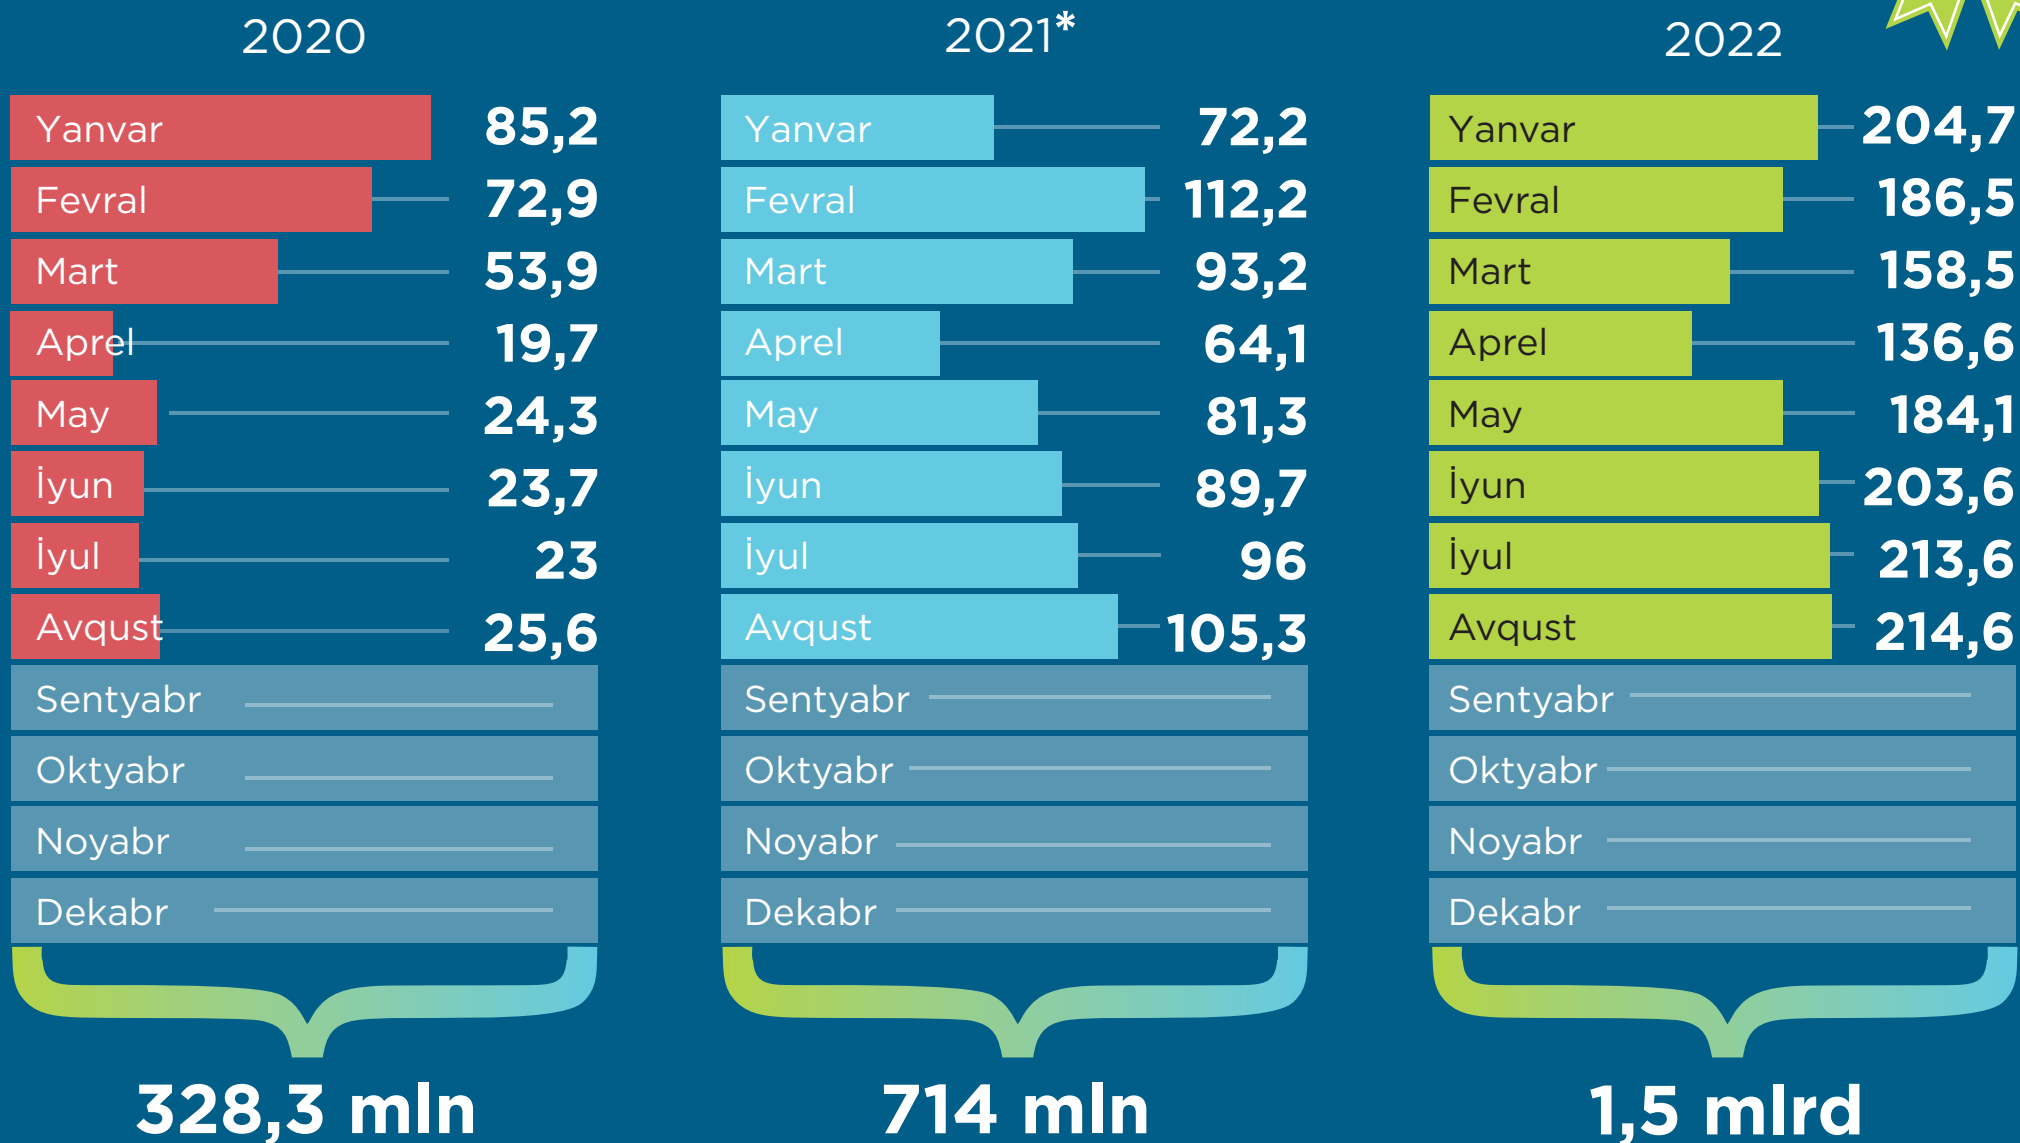 2020
Yanvar 85,2
Fevral 72,9
Mart 53,9
Aprel 19,7
May 24,3
İyun 23,7
İyul 23
Avqust 25,6
Sentyabr
Oktyabr
Noyabr
Dekabr
328,3 mln
2021*
Yanvar 72,2
Fevral 112,2
Mart 93,2
Aprel 64,1
May 81,3
İyun 89,7
İyul 96
Avqust 105,3
Sentyabr
Oktyabr
Noyabr
Dekabr
714 mln
2022
Yanvar 204,7
Fevral 186,5
Mart 158,5
Aprel 136,6
May 184,1
İyun 203,6
İyul 213,6
Avqust 214,6
Sentyabr
Oktyabr
Noyabr
Dekabr
1,5 mlrd